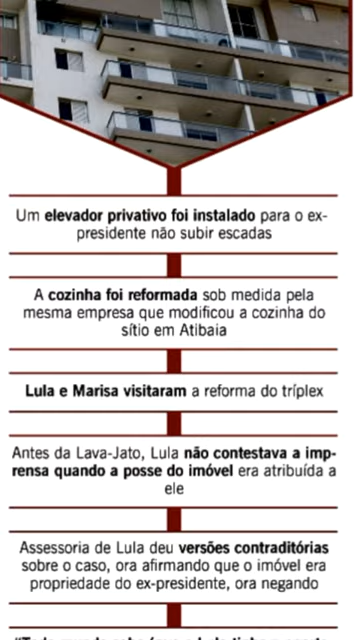 Um elevador privativo foi instalado para o ex-
presidente não subir escadas
A cozinha foi reformada sob medida pela
mesma empresa que modificou a cozinha do
sítio em Atibaia
Lula e Marisa visitaram a reforma do tríplex
Antes da Lava-Jato, Lula não contestava a imp-
rensa quando a posse do imóvel era atribuída a
ele
Assessoria de Lula deu versões contraditórias
sobre o caso, ora afirmando que o imóvel era
propriedade do ex-presidente, ora negando